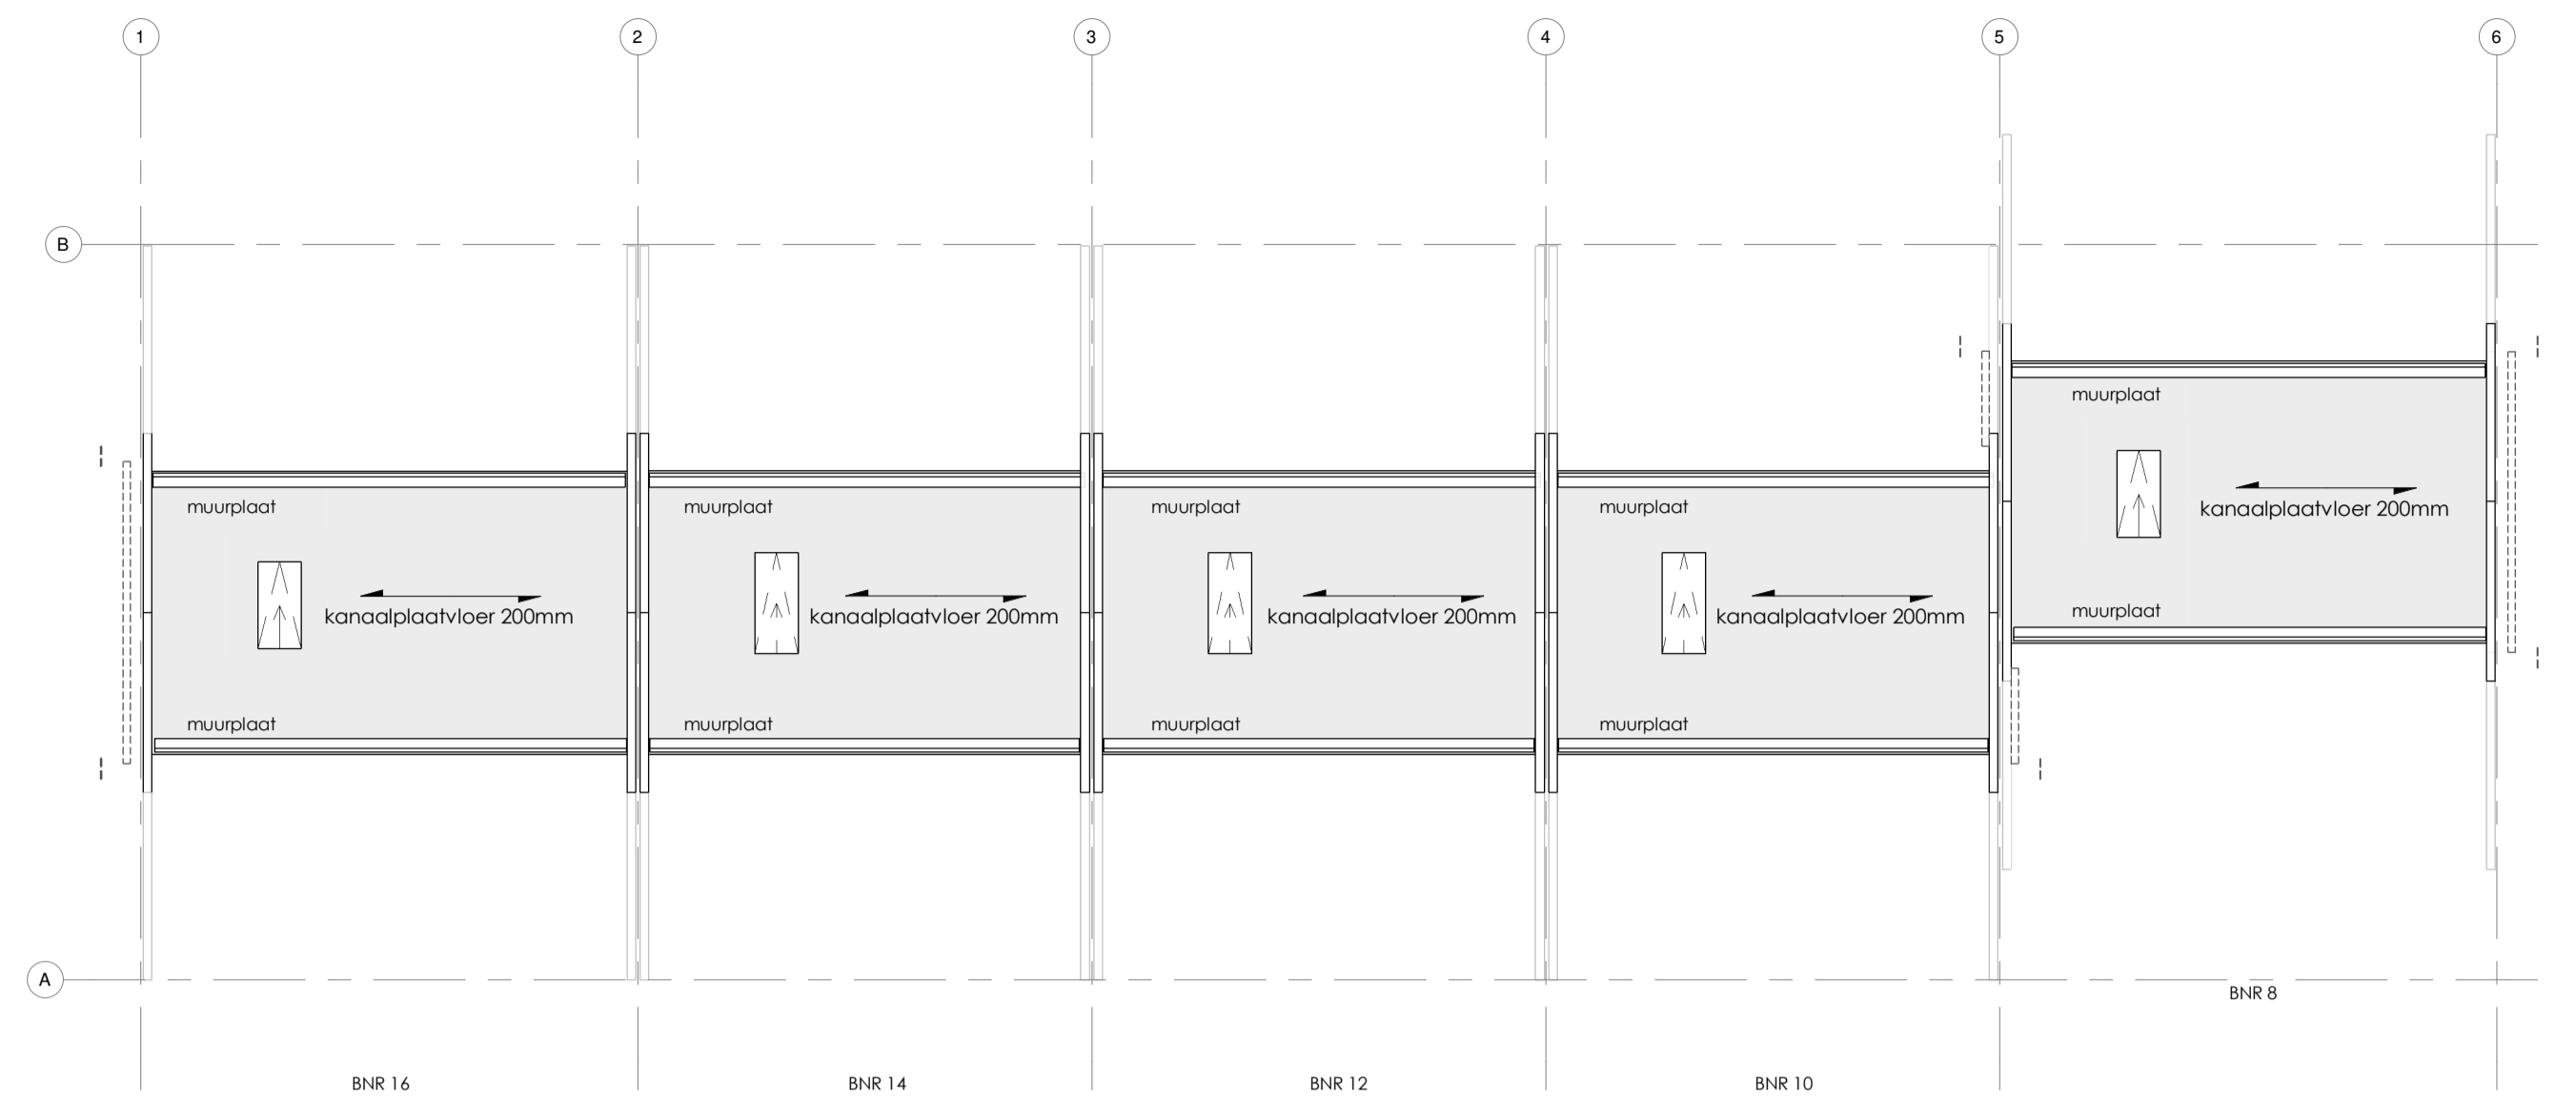 1 2 3 4 5 6
B
muurplaat
muurplaat muurplaat muurplaat muurplaat
kanaalplaatvloer 200mm
kanaalplaatvloer 200mm kanaalplaatvloer 200mm kanaalplaatvloer 200mm kanaalplaatvloer 200mm
muurplaat
muurplaat muurplaat muurplaat muurplaat
A
BNR 8
BNR 16 BNR 14 BNR 12 BNR 10